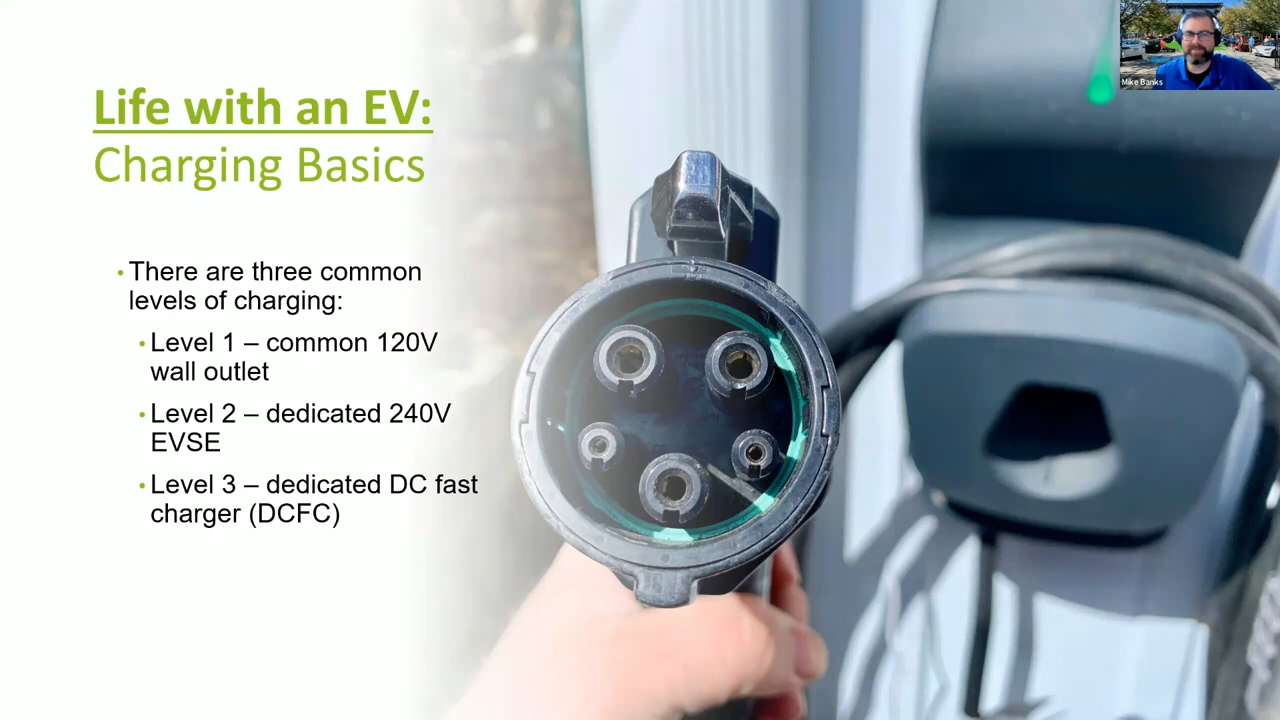 Life with an EV:
Charging Basics
• There are three common
levels of charging:
• Level 1 – common 120V
wall outlet
• Level 2 – dedicated 240V
EVSE
• Level 3 – dedicated DC fast
charger (DCFC)
Mike Banks